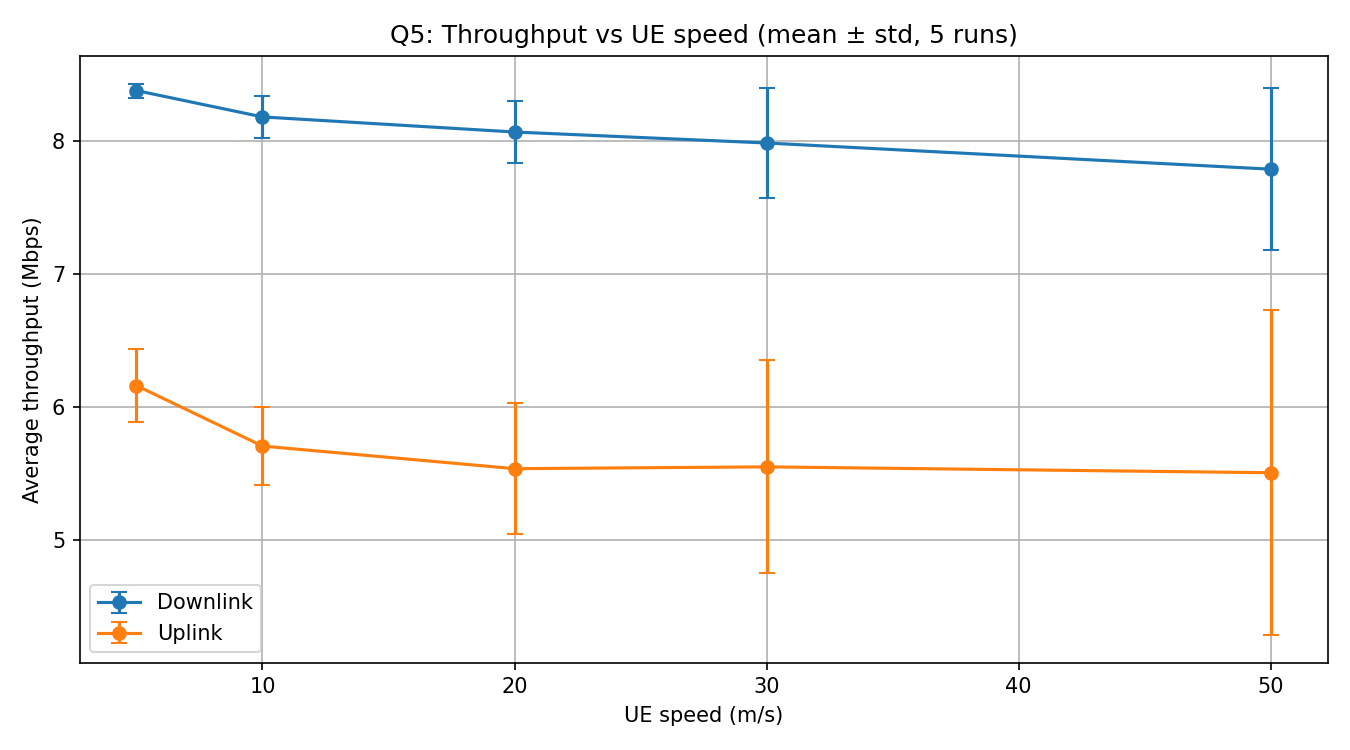 Q5: Throughput vs UE speed (mean ± std, 5 runs)
Average throughput (Mbps)
8
7
6
5
Downlink
Uplink
10 20 30 40 50
UE speed (m/s)